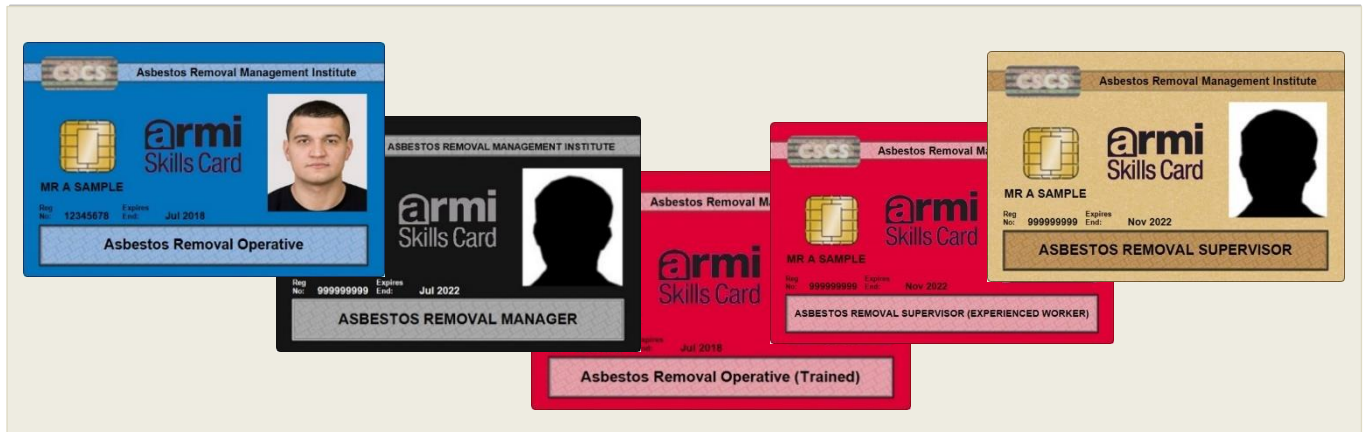 CSCS Asbestos Removal Management Institute
armi
Skills Card
MR A SAMPLE
Reg No: 12345678 Expires End: Jul 2018
Asbestos Removal Operative
ASBESTOS REMOVAL MANAGEMENT INSTITUTE
armi
Skills Card
Reg No: 999999999 Expires End: Jul 2022
ASBESTOS REMOVAL MANAGER
Asbestos Removal
armi
Skills Card
Jul 2018
Asbestos Removal Operative (Trained)
CSCS Asbestos Removal
armi
Skills Card
MR A SAMPLE
Reg No: 999999999 Expires End: Nov 2022
ASBESTOS REMOVAL SUPERVISOR (EXPERIENCED WORKER)
CSCS Asbestos Removal Management Institute
armi
Skills Card
MR A SAMPLE
Reg No: 999999999 Expires End: Nov 2022
ASBESTOS REMOVAL SUPERVISOR